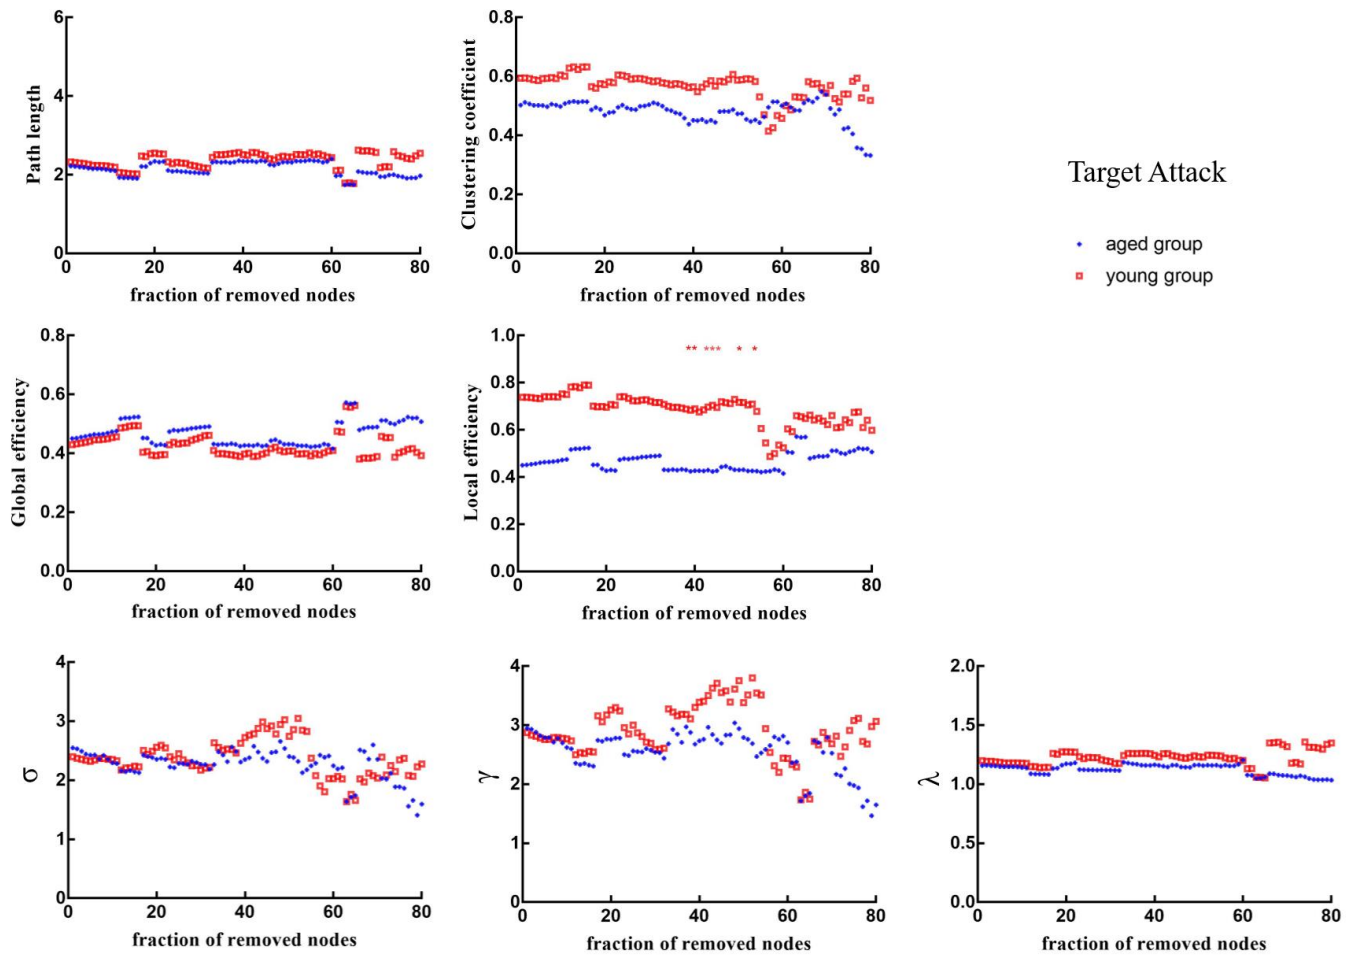 6
4
2
0
0 20 40 60 80
Path length
fraction of removed nodes
0.8
0.6
0.4
0.2
0.0
0 20 40 60 80
Clustering coefficient
fraction of removed nodes
Target Attack
aged group
young group
0.8
0.6
0.4
0.2
0.0
0 20 40 60 80
Global efficiency
fraction of removed nodes
1.0
0.8
0.6
0.4
0.2
0.0
** *** * *
0 20 40 60 80
Local efficiency
fraction of removed nodes
4
3
2
1
0
0 20 40 60 80
σ
fraction of removed nodes
4
3
2
1
0
0 20 40 60 80
γ
fraction of removed nodes
2.0
1.5
1.0
0.5
0.0
0 20 40 60 80
λ
fraction of removed nodes